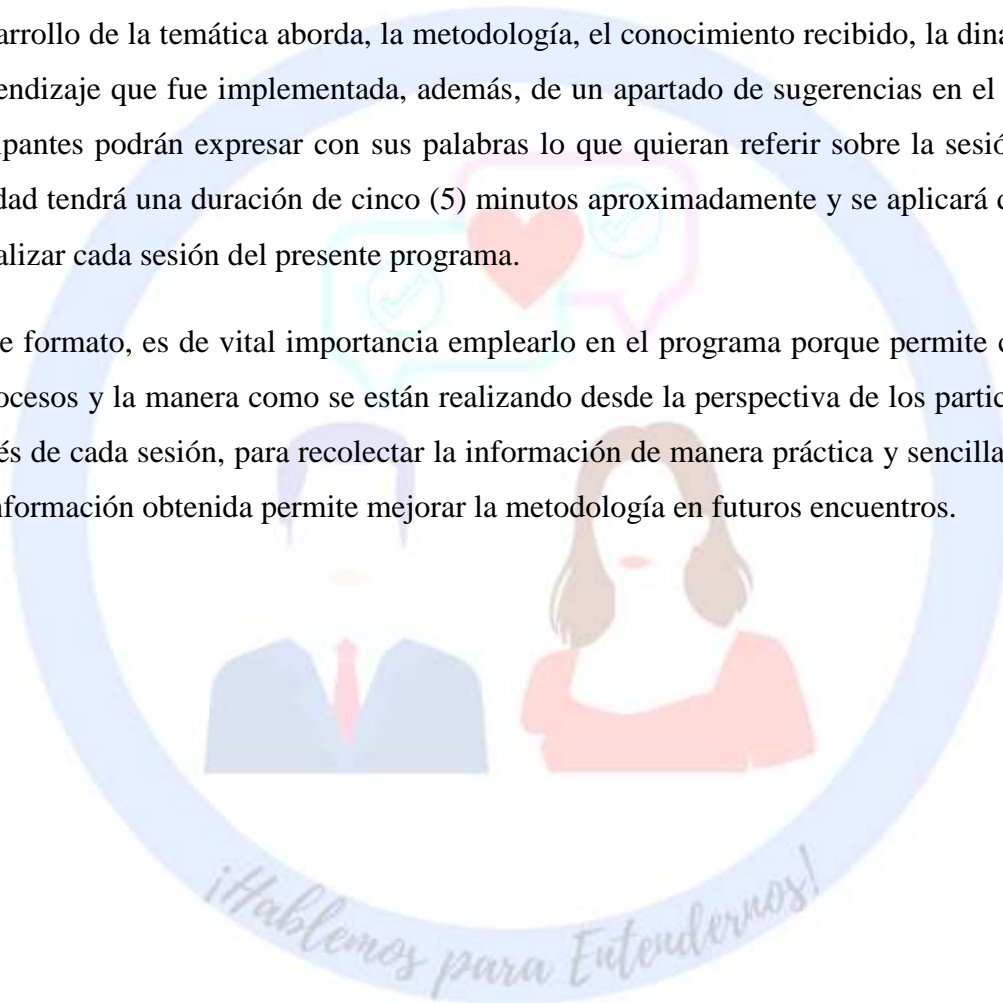 arrollo de la temática aborda, la metodología, el conocimiento recibido, la diná
endizaje que fue implementada, además, de un apartado de sugerencias en el
ipantes podrán expresar con sus palabras lo que quieran referir sobre la sesió
dad tendrá una duración de cinco (5) minutos aproximadamente y se aplicará
alizar cada sesión del presente programa.
e formato, es de vital importancia emplearlo en el programa porque permite
ocesos y la manera como se están realizando desde la perspectiva de los partic
és de cada sesión, para recolectar la información de manera práctica y sencilla
nformación obtenida permite mejorar la metodología en futuros encuentros.
¡Hablemos para Entendernos!